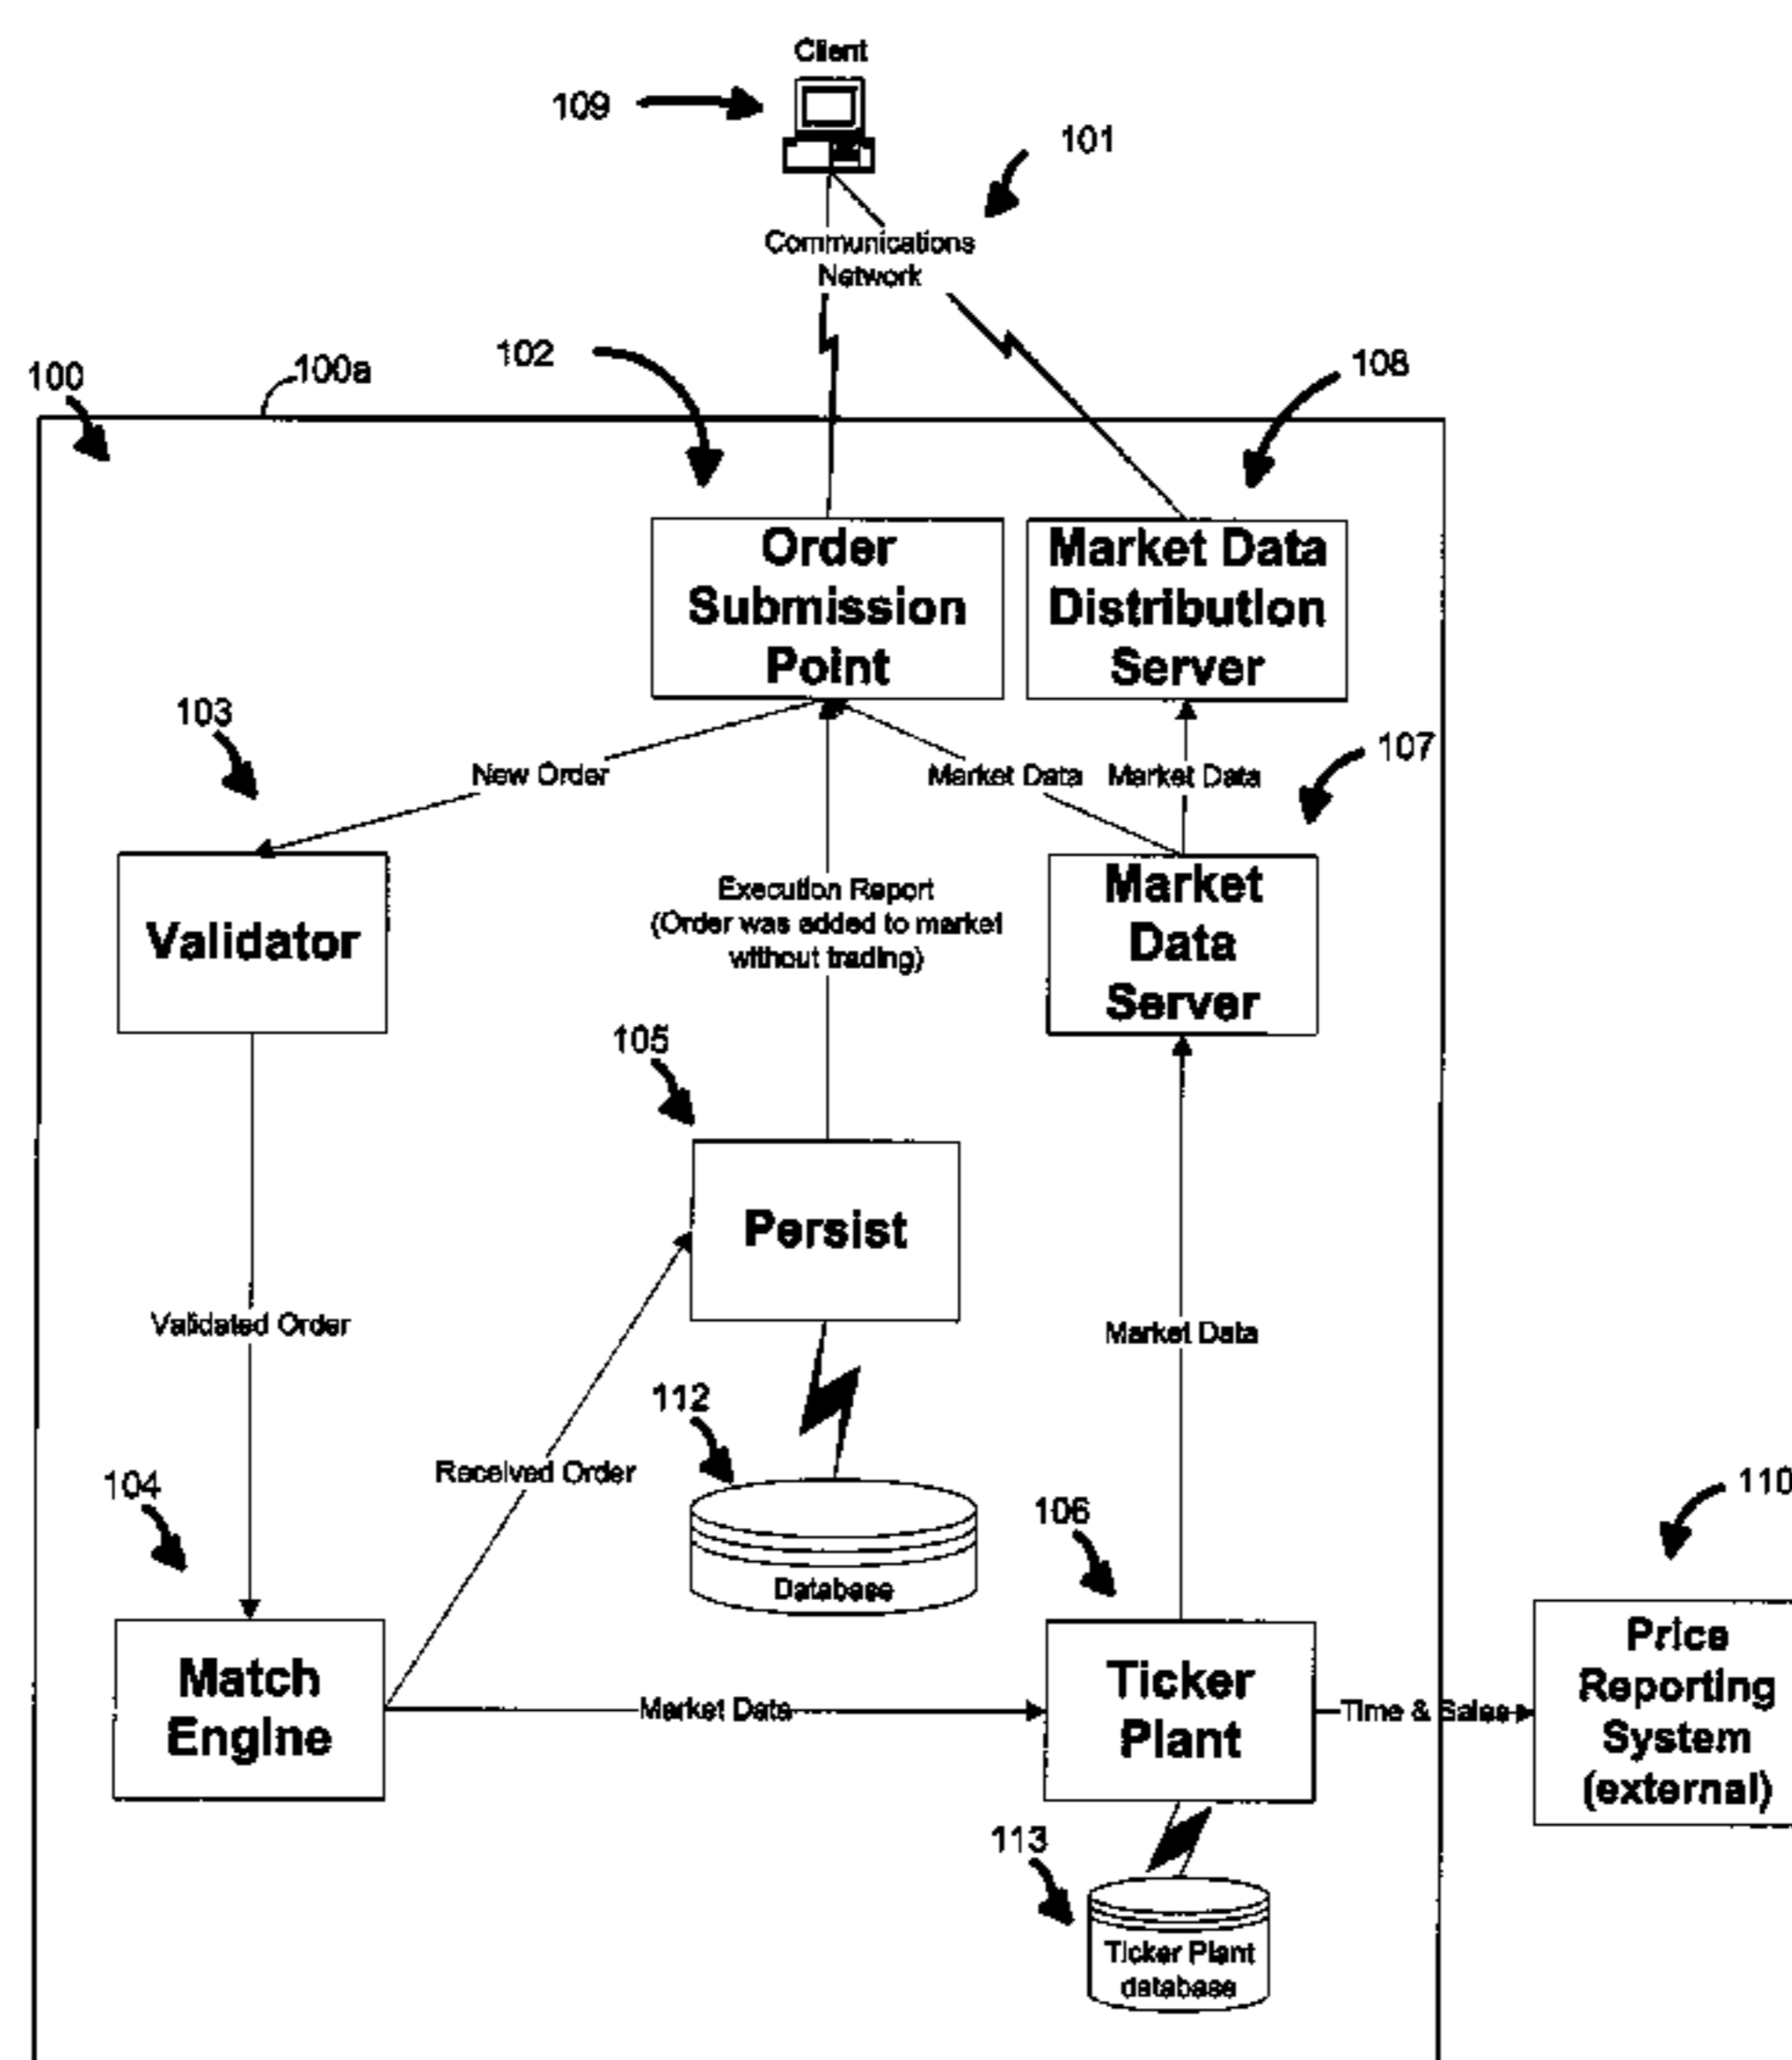 Client
109
101
Communications
Network
100
100a
102
108
Order
Submission
Point
Market Data
Distribution
Server
103
107
New Order
Market Data
Market Data
Validator
Execution Report
(Order was added to market
without trading)
Market
Data
Server
105
Persist
Validated Order
Market Data
112
104
Received Order
106
110
Database
Match
Engine
Market Data
Ticker
Plant
Time & Sales
Price
Reporting
System
(external)
113
Ticker Plant
database